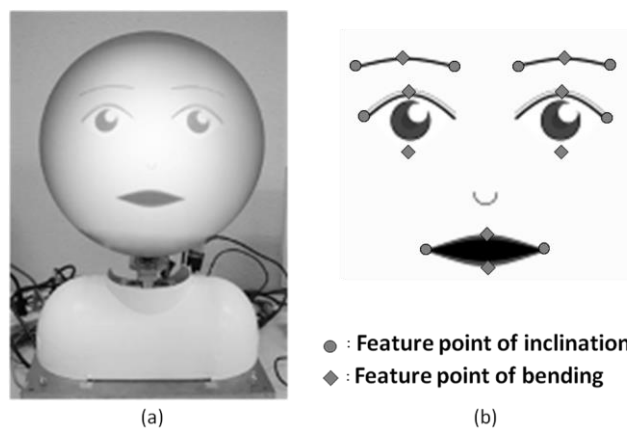 : Feature point of inclination
: Feature point of bending
(a)
(b)